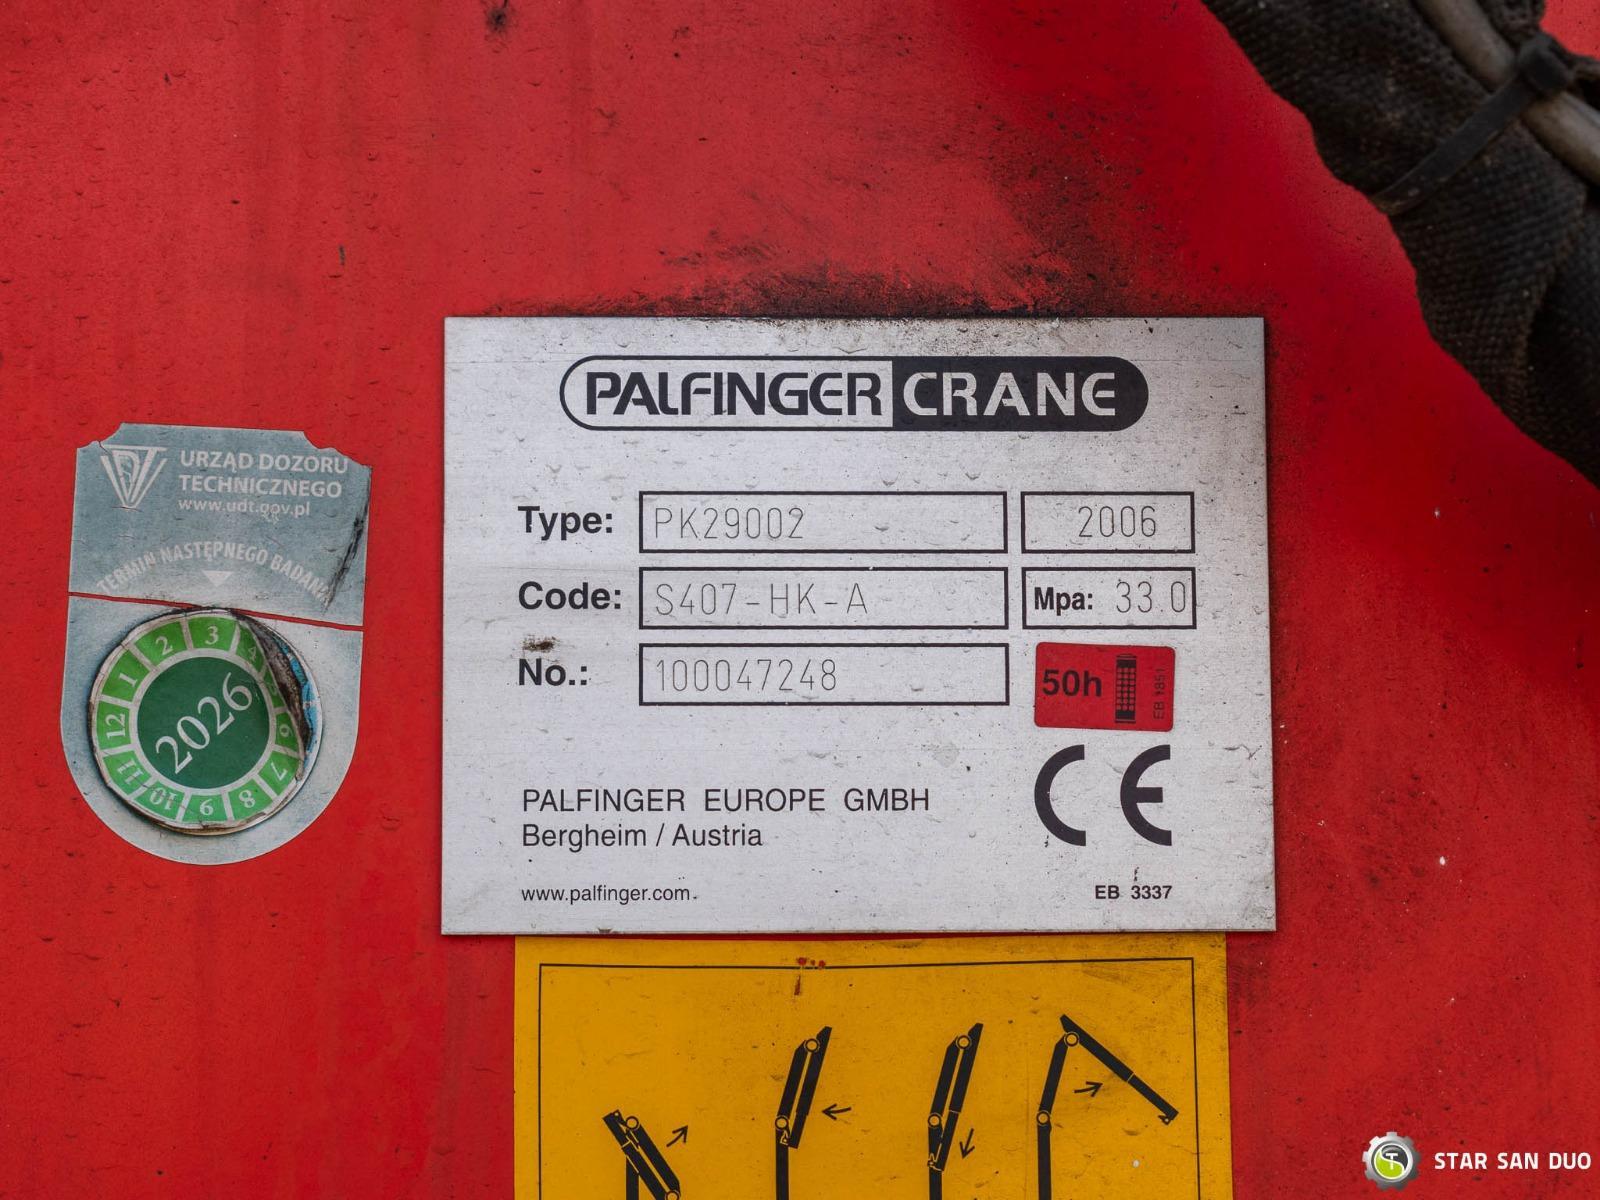 PALFINGER CRANE
Type: PK29002 2006
Code: S407-HK-A Mpa: 33.0
No.: 100047248
50h EB 1851
PALFINGER EUROPE GMBH
Bergheim / Austria
CE
www.palfinger.com.
EB 3337
URZĄD DOZORU
TECHNICZNEGO
www.udt.gov.pl
TERMIN NASTĘPNEGO BADANIA
1 2 3 4 5 6 7 8 9 10 11 12
2026
STAR SAN DUO